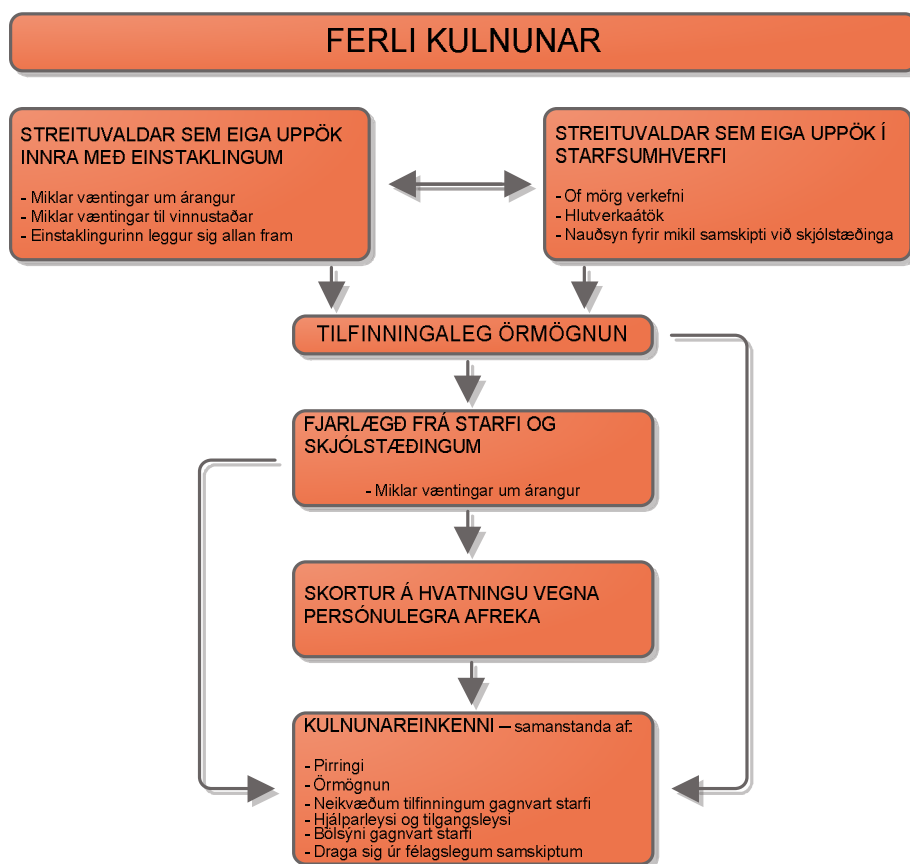 FERLI KULNUNAR
STREITUVALDAR SEM EIGA UPPÖK
INNRA MEÐ EINSTAKLINGUM
- Miklar væntingar um árangur
- Miklar væntingar til vinnustaðar
- Einstaklingurinn leggur sig allan fram
STREITUVALDAR SEM EIGA UPPÖK Í
STARFSUMHVERFI
- Of mörg verkefni
- Hlutverkaátök
- Nauðsyn fyrir mikil samskipti við skjólstæðinga
TILFINNINGALEG ÖRMÖGNUN
FJARLÆGÐ FRÁ STARFI OG
SKJÓLSTÆÐINGUM
- Miklar væntingar um árangur
SKORTUR Á HVATNINGU VEGNA
PERSÓNULEGRA AFREKA
KULNUNAREINKENNI – samanstanda af:
- Pirringi
- Örmögnun
- Neikvæðum tilfinningum gagnvart starfi
- Hjálparleysi og tilgangsleysi
- Bölsýni gagnvart starfi
- Draga sig úr félagslegum samskiptum